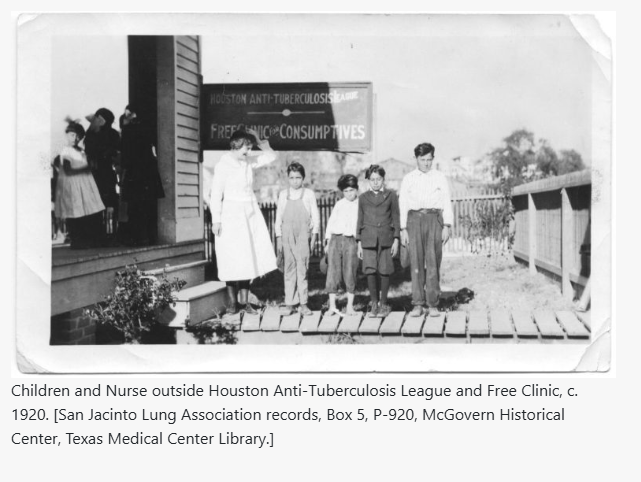 HOUSTON ANTI-TUBERCULOSIS LEAGUE
FREE CLINIC FOR CONSUMPTIVES
Children and Nurse outside Houston Anti-Tuberculosis League and Free Clinic, c.
1920. [San Jacinto Lung Association records, Box 5, P-920, McGovern Historical
Center, Texas Medical Center Library.]